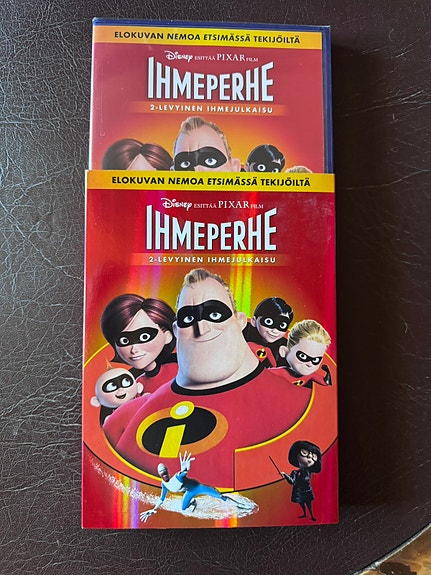 ELOKUVAN NEMOA ETSIMÄSSÄ TEKIJÖILTÄ
Disney ESITTÄÄ PIXAR FILM
IHMEPERHE
2-LEVYINEN IHMEJULKAISU
ELOKUVAN NEMOA ETSIMÄSSÄ TEKIJÖILTÄ
Disney ESITTÄÄ PIXAR FILM
IHMEPERHE
2-LEVYINEN IHMEJULKAISU
i